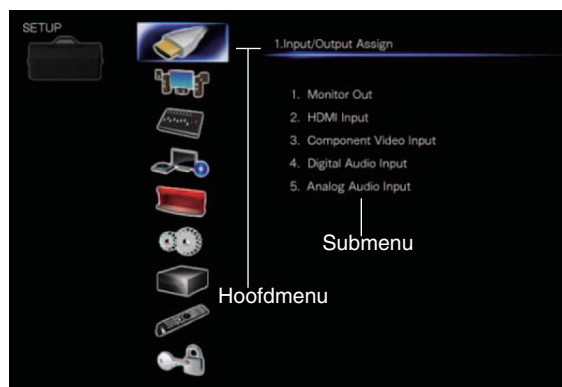 SETUP
1.Input/Output Assign
1. Monitor Out
2. HDMI Input
3. Component Video Input
4. Digital Audio Input
5. Analog Audio Input
Submenu
Hoofdmenu